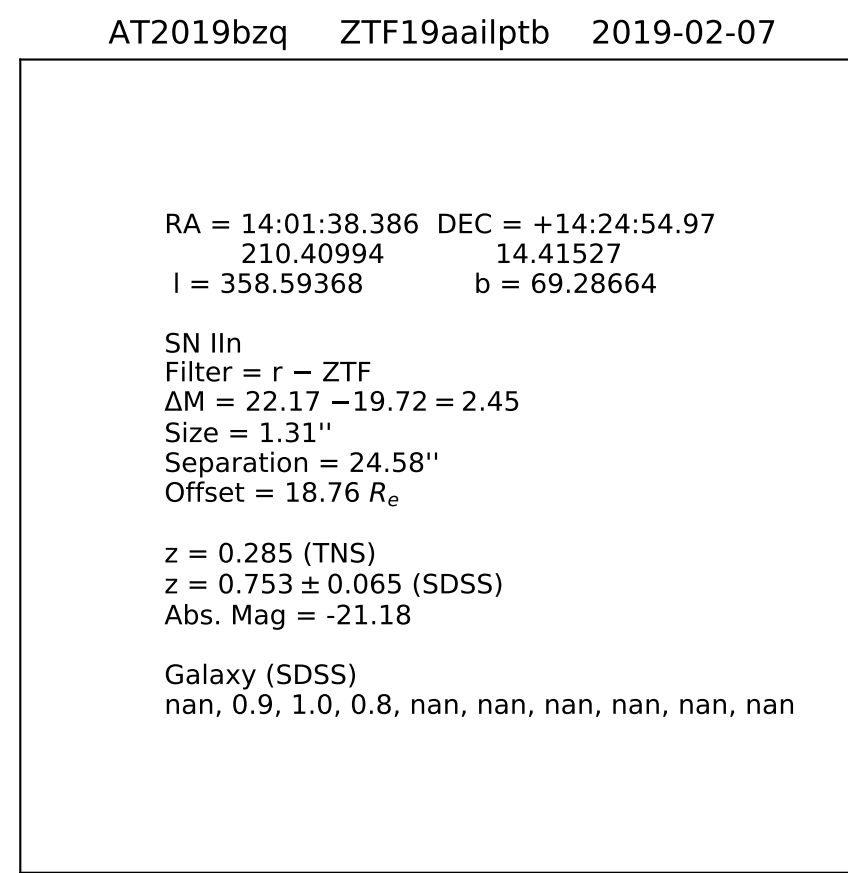 AT2019bzq ZTF19aailptb 2019-02-07
RA = 14:01:38.386 DEC = +14:24:54.97
210.40994 14.41527
l = 358.59368 b = 69.28664
SN IIn
Filter = r − ZTF
ΔM = 22.17 −19.72 = 2.45
Size = 1.31''
Separation = 24.58''
Offset = 18.76 Rₑ
z = 0.285 (TNS)
z = 0.753 ± 0.065 (SDSS)
Abs. Mag = -21.18
Galaxy (SDSS)
nan, 0.9, 1.0, 0.8, nan, nan, nan, nan, nan, nan